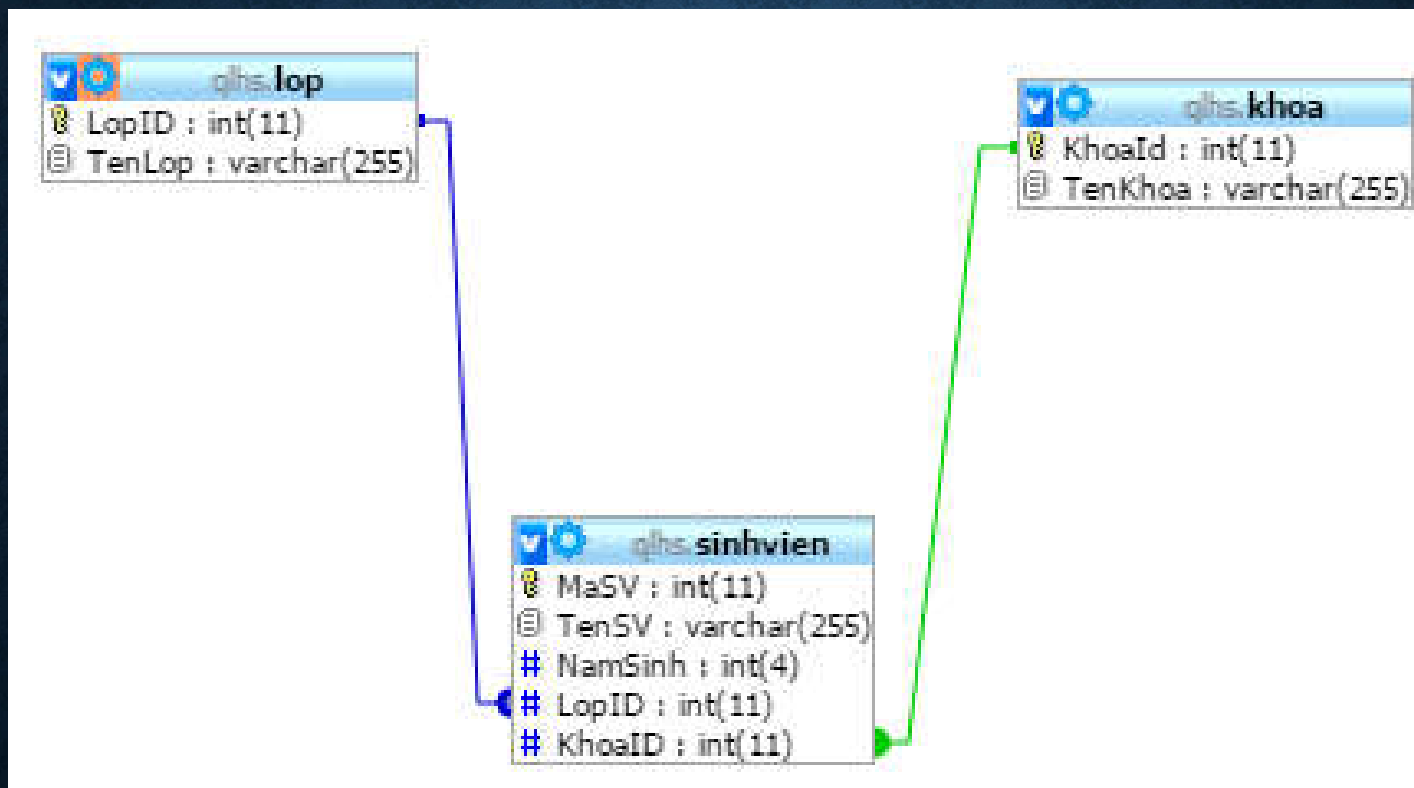 qlhs.lop
LopID : int(11)
TenLop : varchar(255)
qlhs.khoa
KhoaId : int(11)
TenKhoa : varchar(255)
qlhs.sinhvien
MaSV : int(11)
TenSV : varchar(255)
# NamSinh : int(4)
# LopID : int(11)
# KhoaID : int(11)